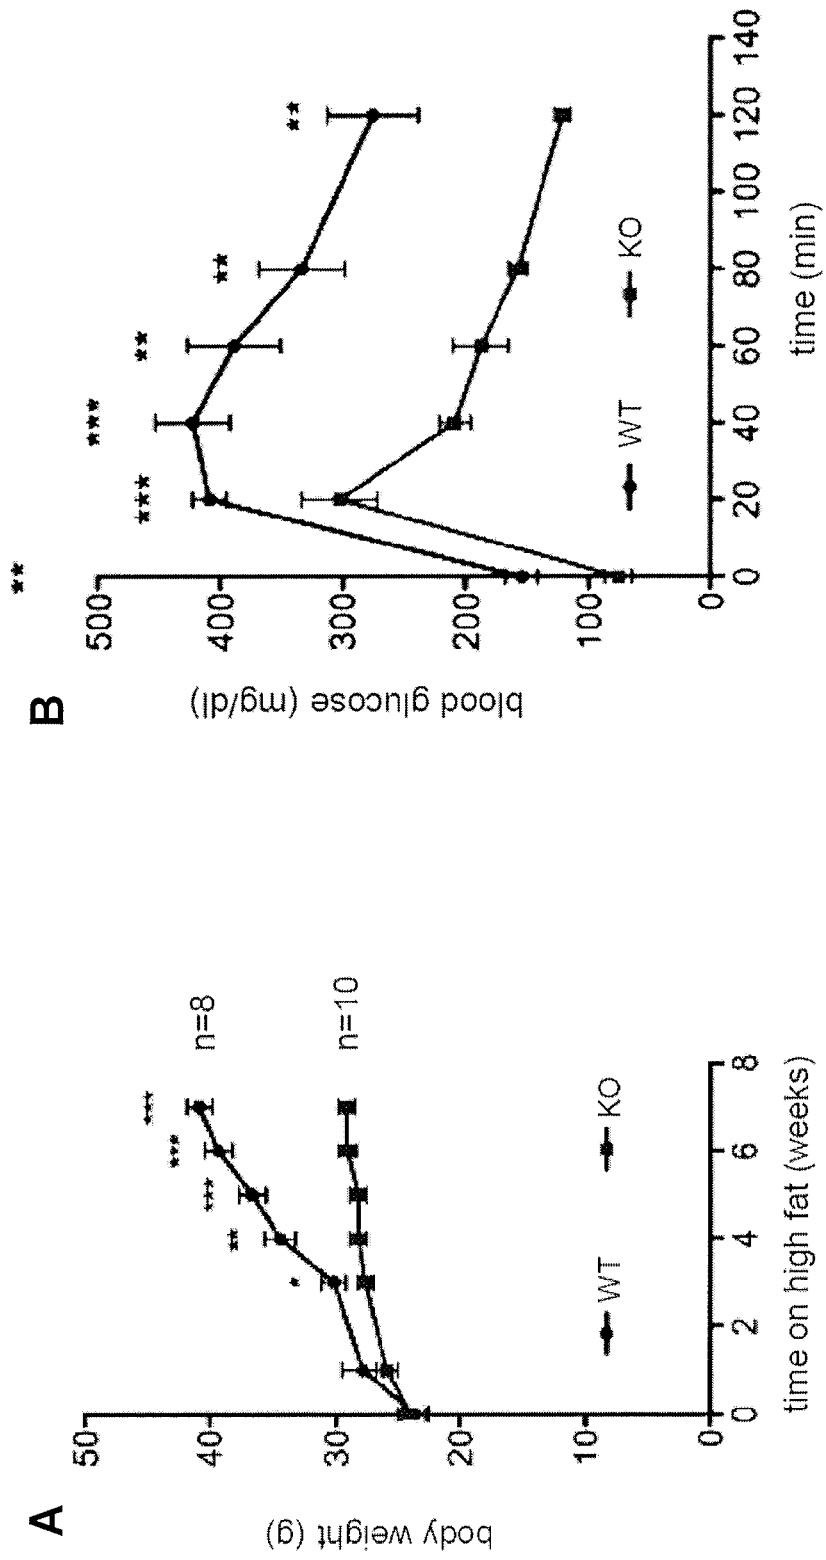 A
body weight (g)
50
40
30
20
10
0
0 2 4 6 8
time on high fat (weeks)
***
***
***
**
*
n=8
n=10
WT KO
B
blood glucose (mg/dl)
500
400
300
200
100
0
0 20 40 60 80 100 120 140
time (min)
**
***
***
**
**
**
WT KO